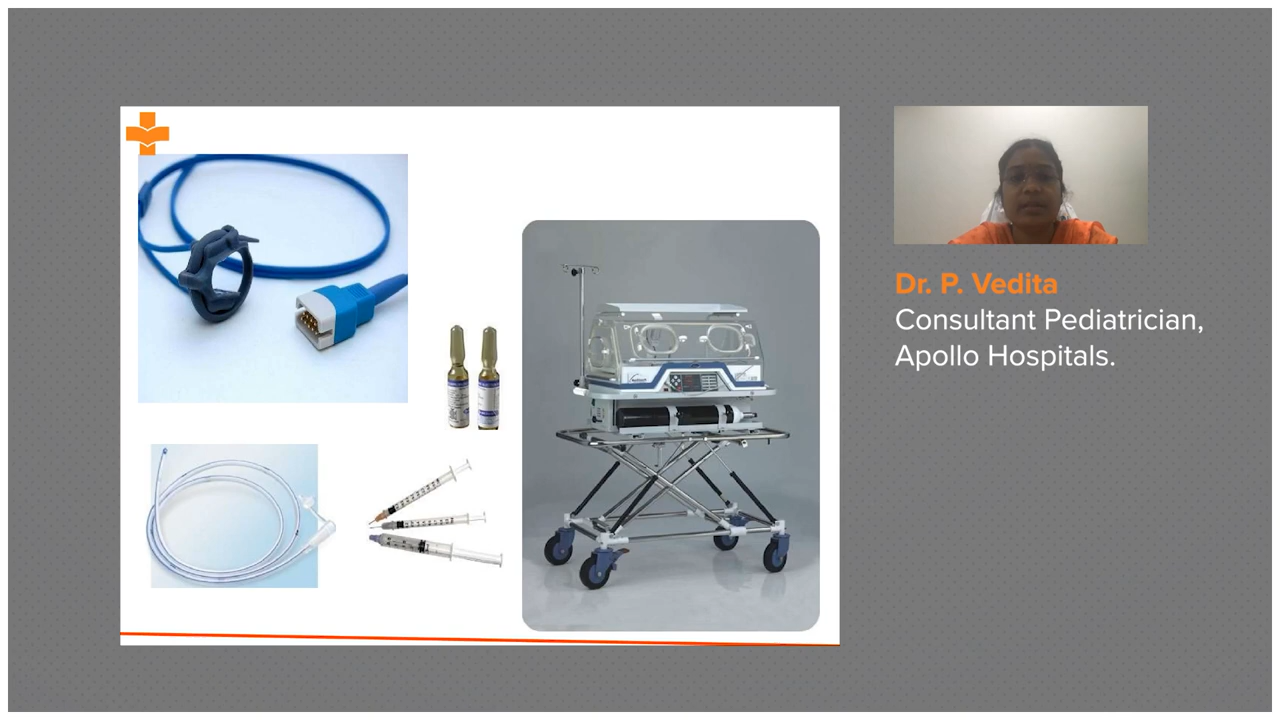 Dr. P. Vedita
Consultant Pediatrician,
Apollo Hospitals.